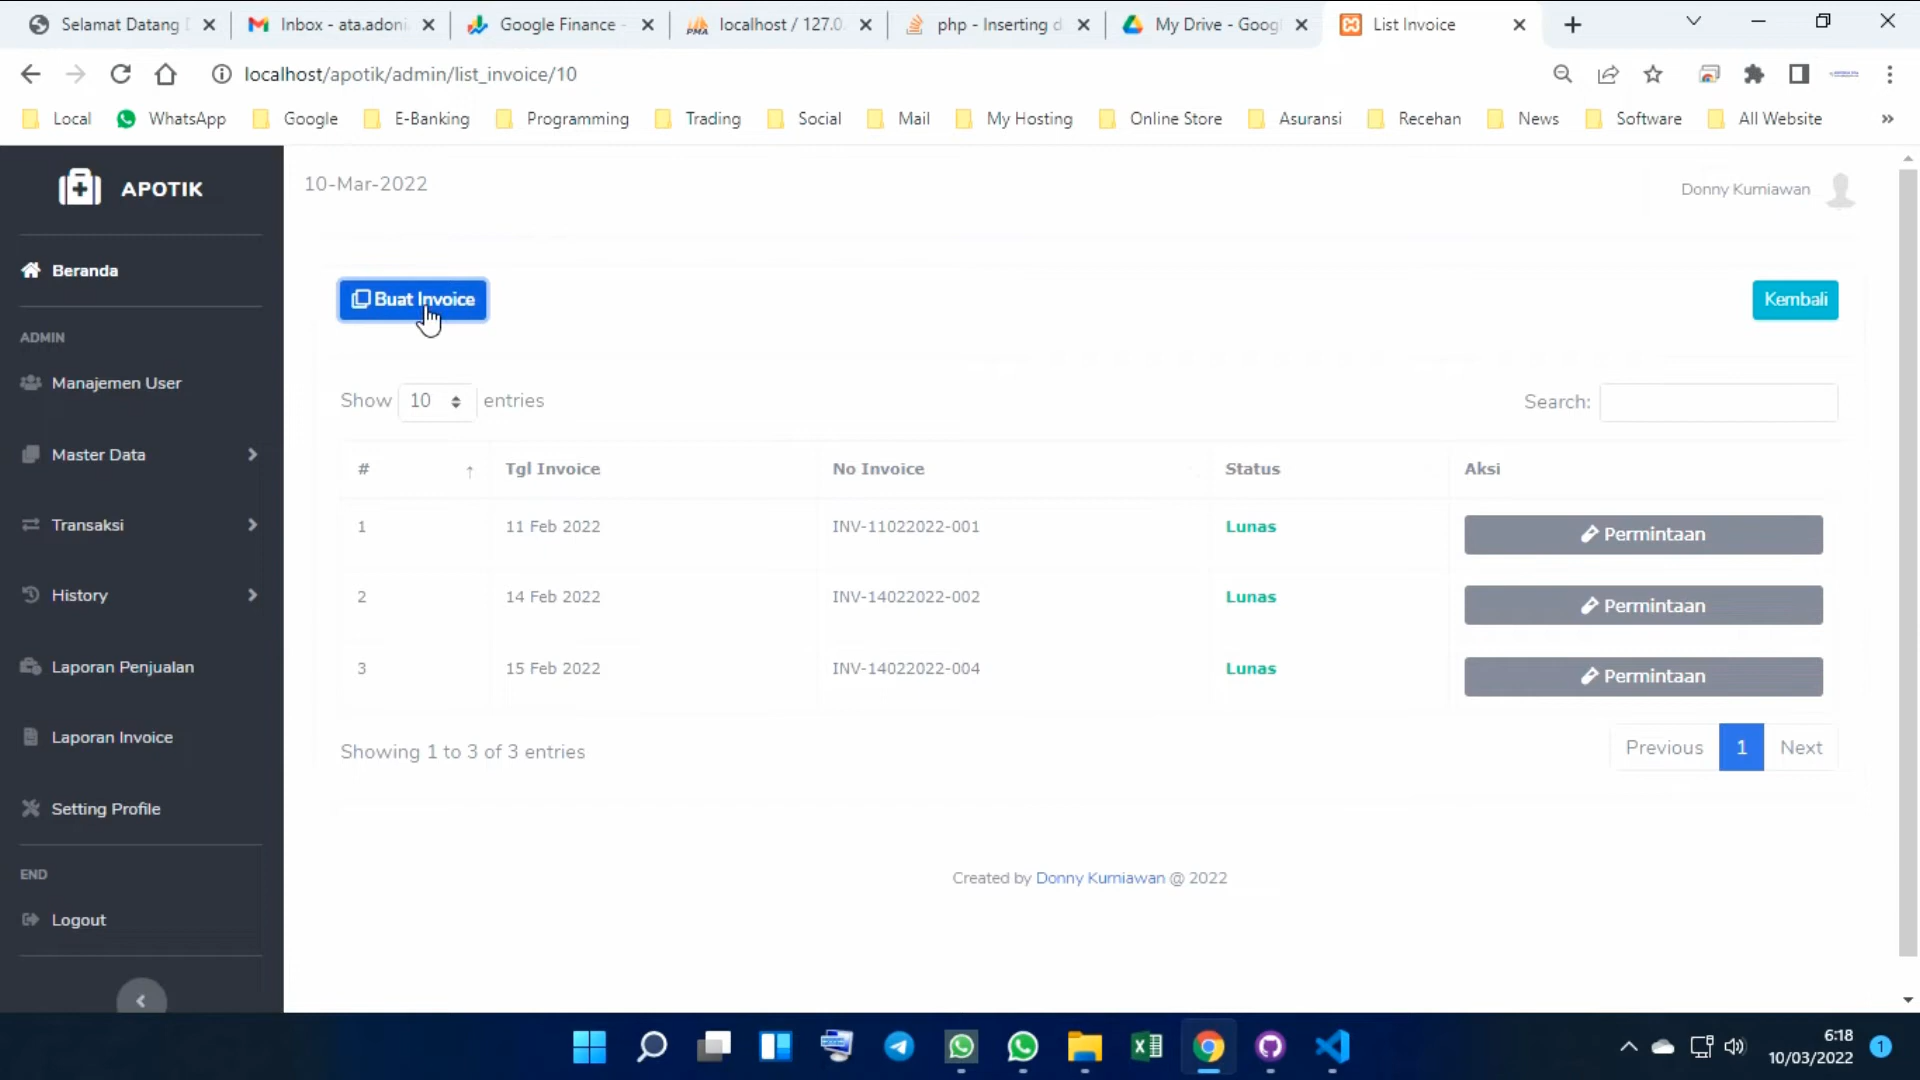 Selamat Datang
Inbox - ata.adoni
Google Finance -
localhost / 127.0.
php - Inserting d
My Drive - Goog
List Invoice
localhost/apotik/admin/list_invoice/10
Local
WhatsApp
Google
E-Banking
Programming
Trading
Social
Mail
My Hosting
Online Store
Asuransi
Recehan
News
Software
All Website
»
APOTIK
10-Mar-2022
Donny Kurniawan
Beranda
Buat Invoice
Kembali
ADMIN
Manajemen User
Show 10 entries
Search:
Master Data
# Tgl Invoice No Invoice Status Aksi
Transaksi
1 11 Feb 2022 INV-11022022-001 Lunas Permintaan
History
2 14 Feb 2022 INV-14022022-002 Lunas Permintaan
Laporan Penjualan
3 15 Feb 2022 INV-14022022-004 Lunas Permintaan
Laporan Invoice
Showing 1 to 3 of 3 entries
Previous 1 Next
Setting Profile
END
Created by Donny Kurniawan @ 2022
Logout
6:18
10/03/2022
1